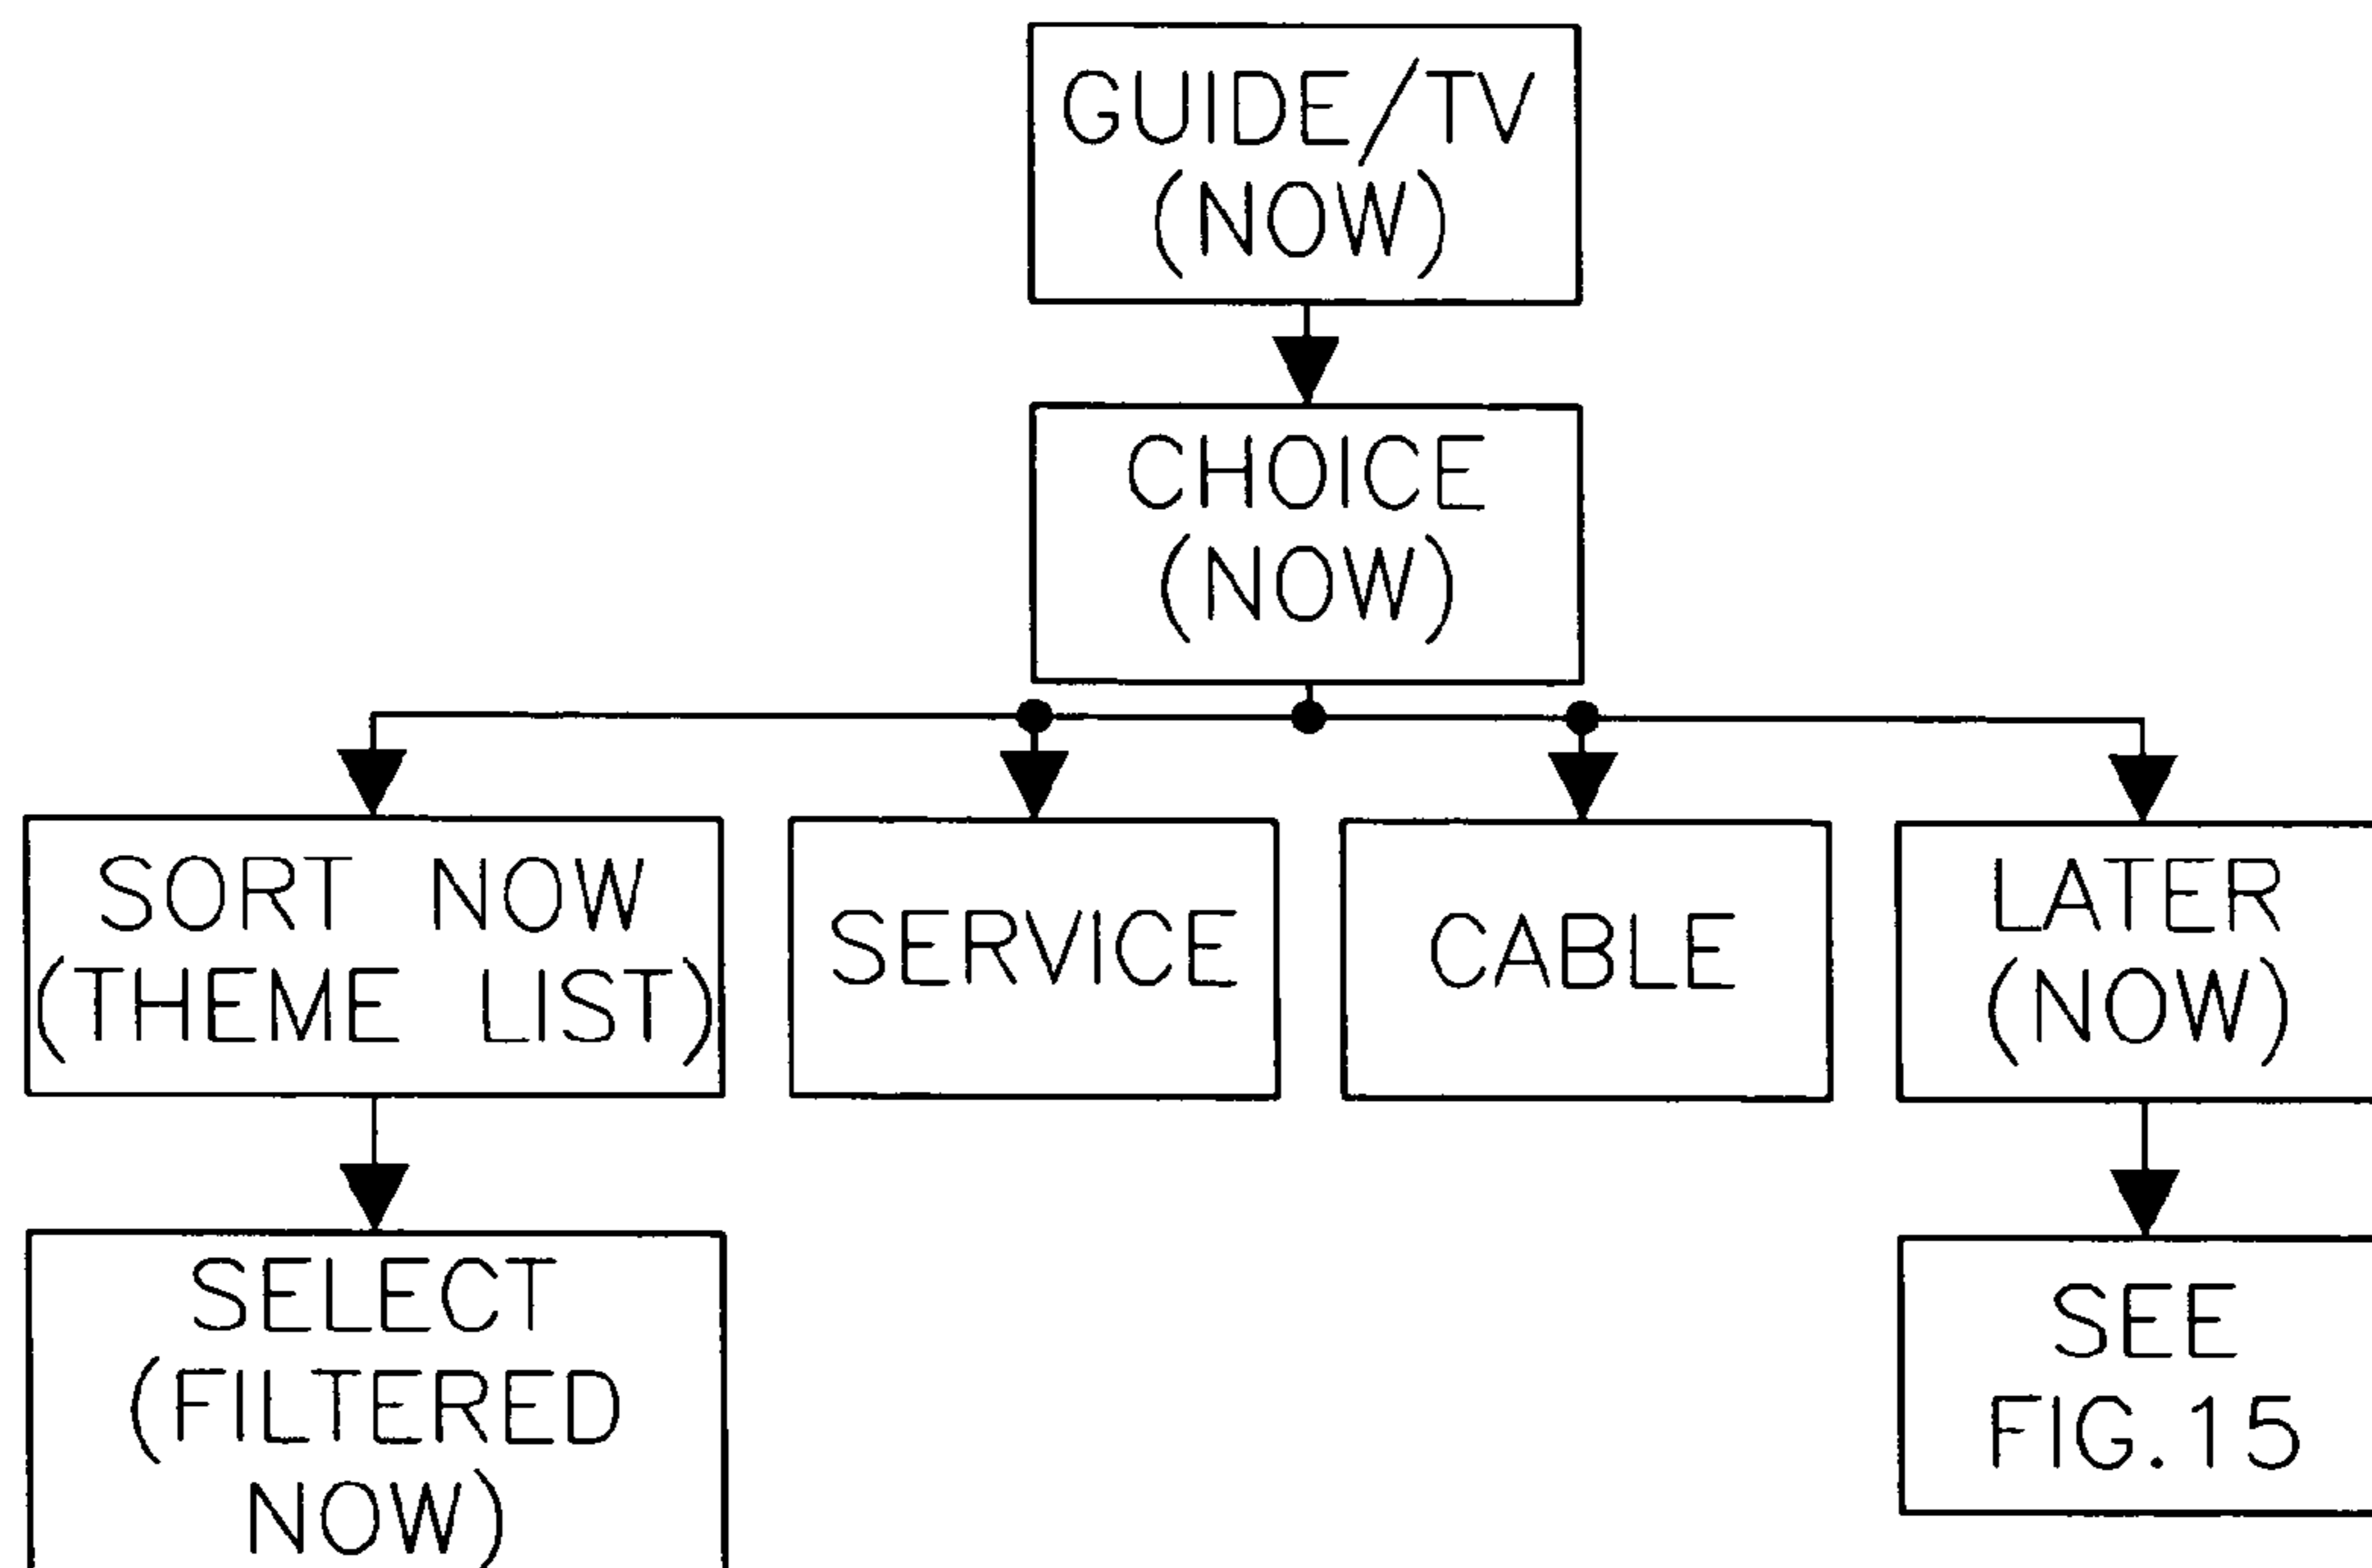 GUIDE/TV
(NOW)
CHOICE
(NOW)
SORT NOW
(THEME LIST)
SERVICE
CABLE
LATER
(NOW)
SELECT
(FILTERED
NOW)
SEE
FIG.15